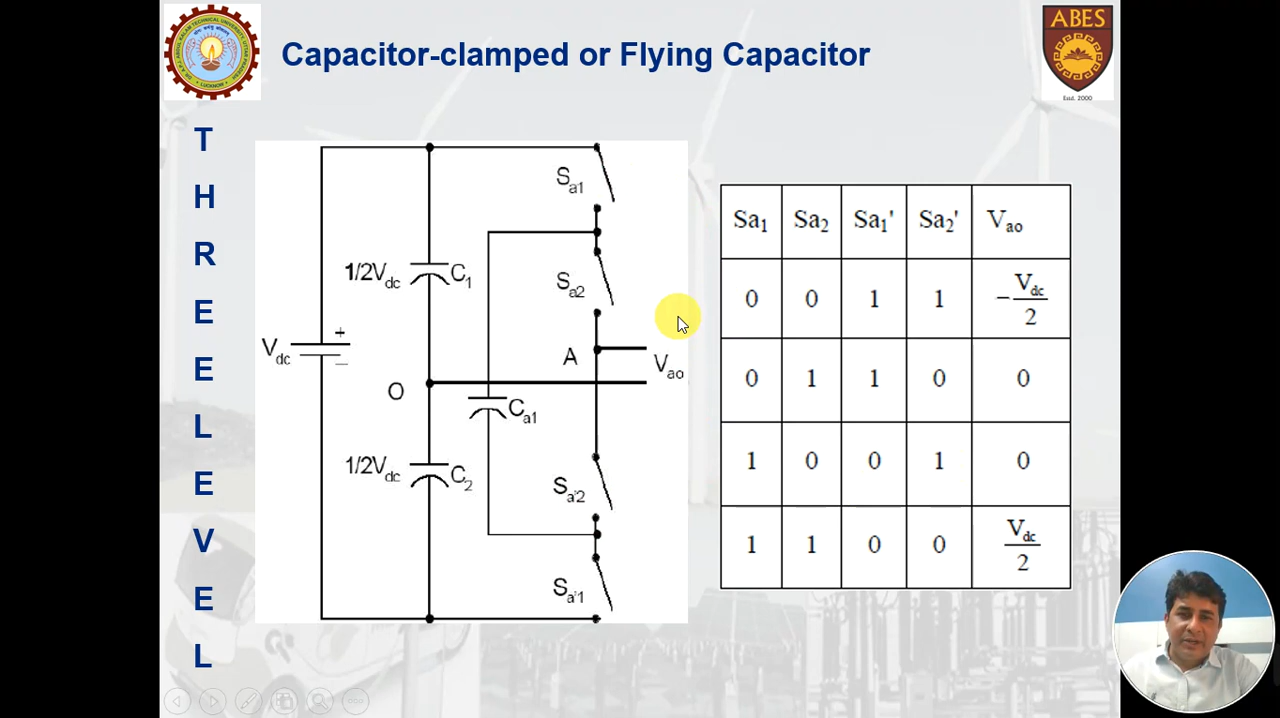 Capacitor-clamped or Flying Capacitor
ABES
Estd. 2000
T
H
R
E
E
L
E
V
E
L
Sa1
1/2Vdc
C1
Sa2
Vdc
+
–
A
Vao
O
Ca1
1/2Vdc
C2
Sa'2
Sa'1
Sa1 Sa2 Sa1' Sa2' Vao
0 0 1 1 -Vdc/2
0 1 1 0 0
1 0 0 1 0
1 1 0 0 Vdc/2